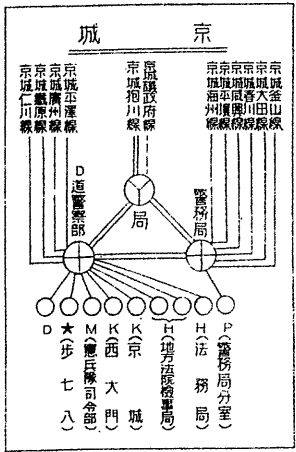 京城
京城釜山線
京城大田線
京城春川線
京城咸興線
京城平壤線
京城海州線
京城議政府線
京城抱川線
京城平澤線
京城廣州線
京城鐵原線
京城仁川線
局
警務局
D道警察部
P(警務局分室)
H(法務局)
H(地方法院檢事局)
K(京城)
K(西大門)
M(憲兵隊司令部)
★(步七八)
D